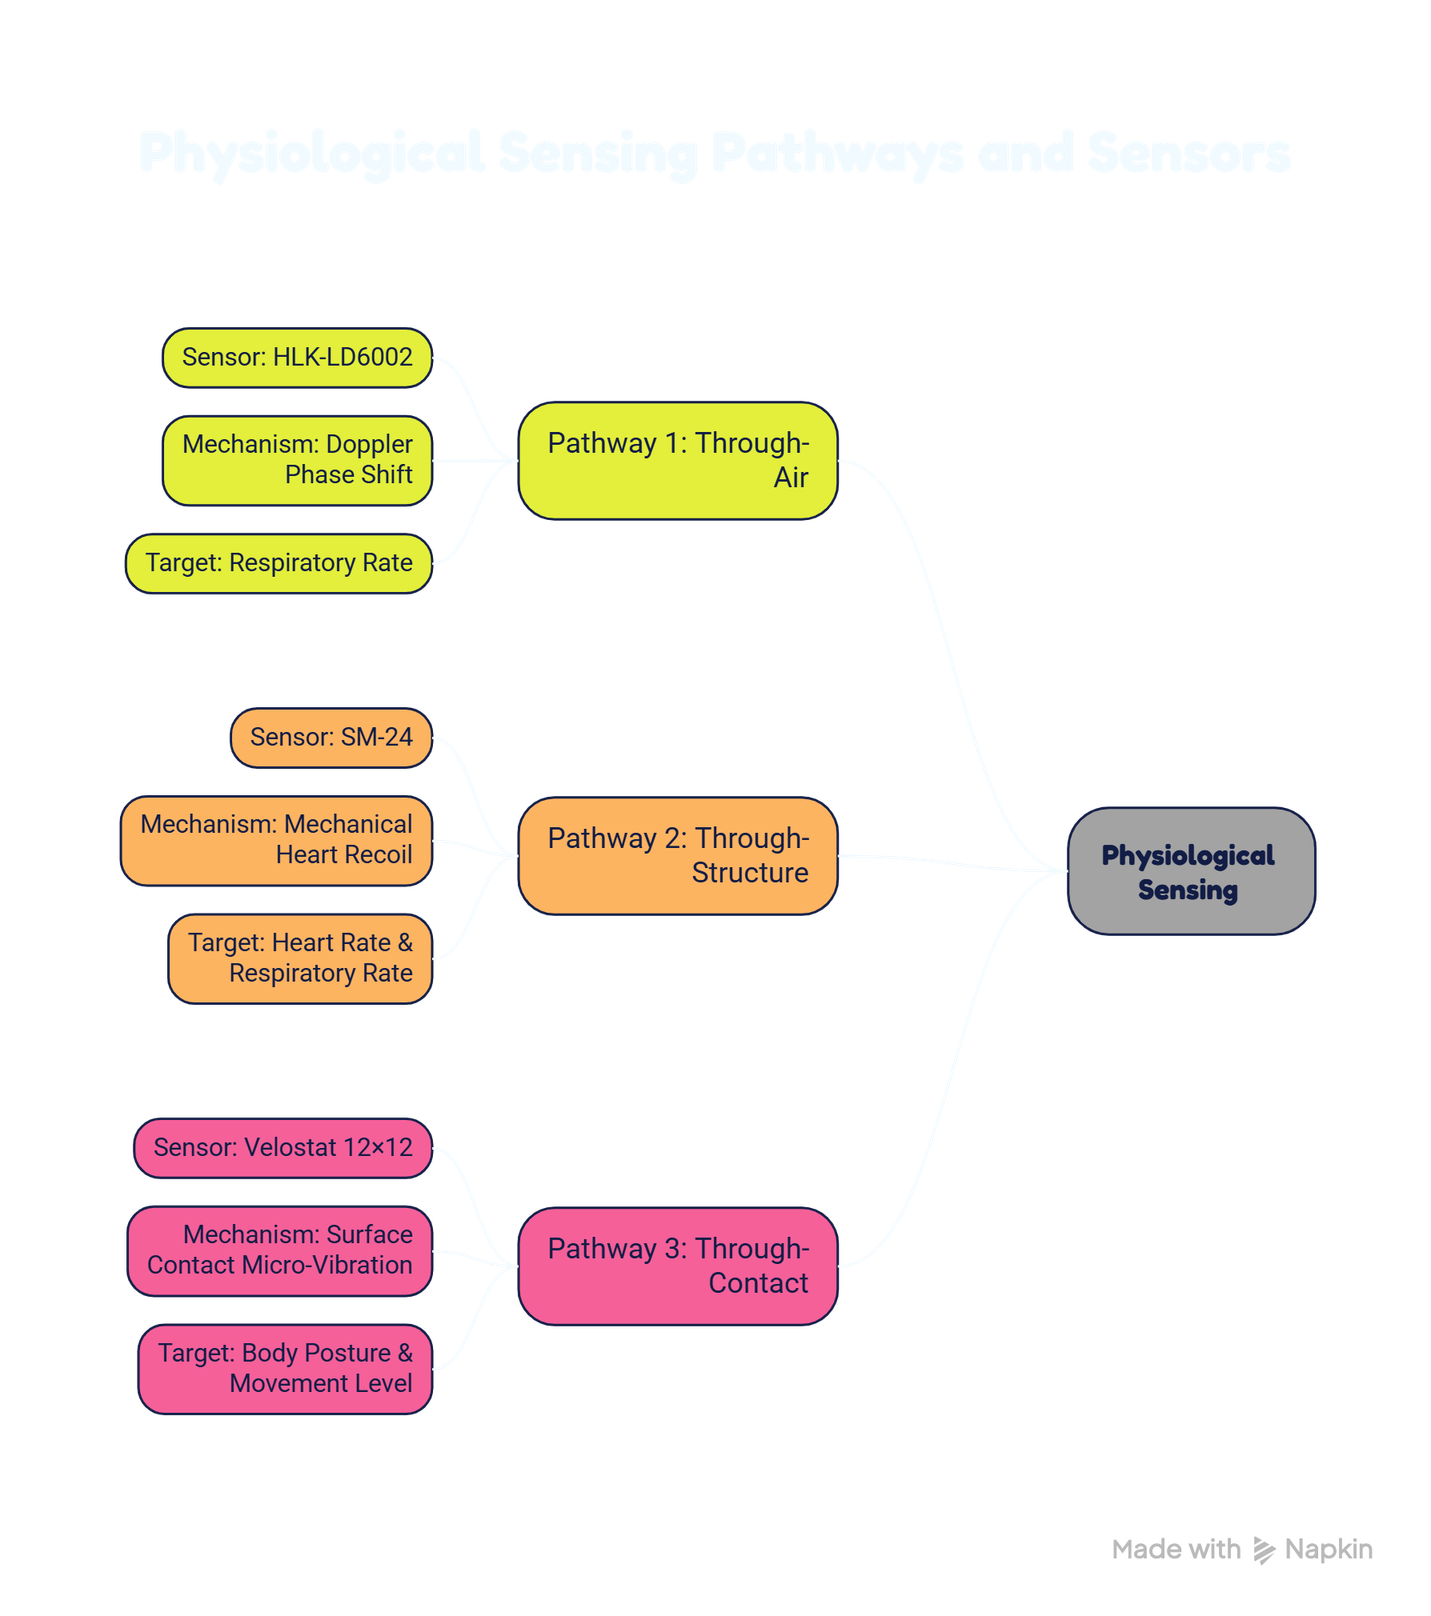 Physiological Sensing Pathways and Sensors
Sensor: HLK-LD6002
Mechanism: Doppler
Phase Shift
Target: Respiratory Rate
Pathway 1: Through-
Air
Sensor: SM-24
Mechanism: Mechanical
Heart Recoil
Target: Heart Rate &
Respiratory Rate
Pathway 2: Through-
Structure
Physiological
Sensing
Sensor: Velostat 12×12
Mechanism: Surface
Contact Micro-Vibration
Target: Body Posture &
Movement Level
Pathway 3: Through-
Contact
Made with Napkin